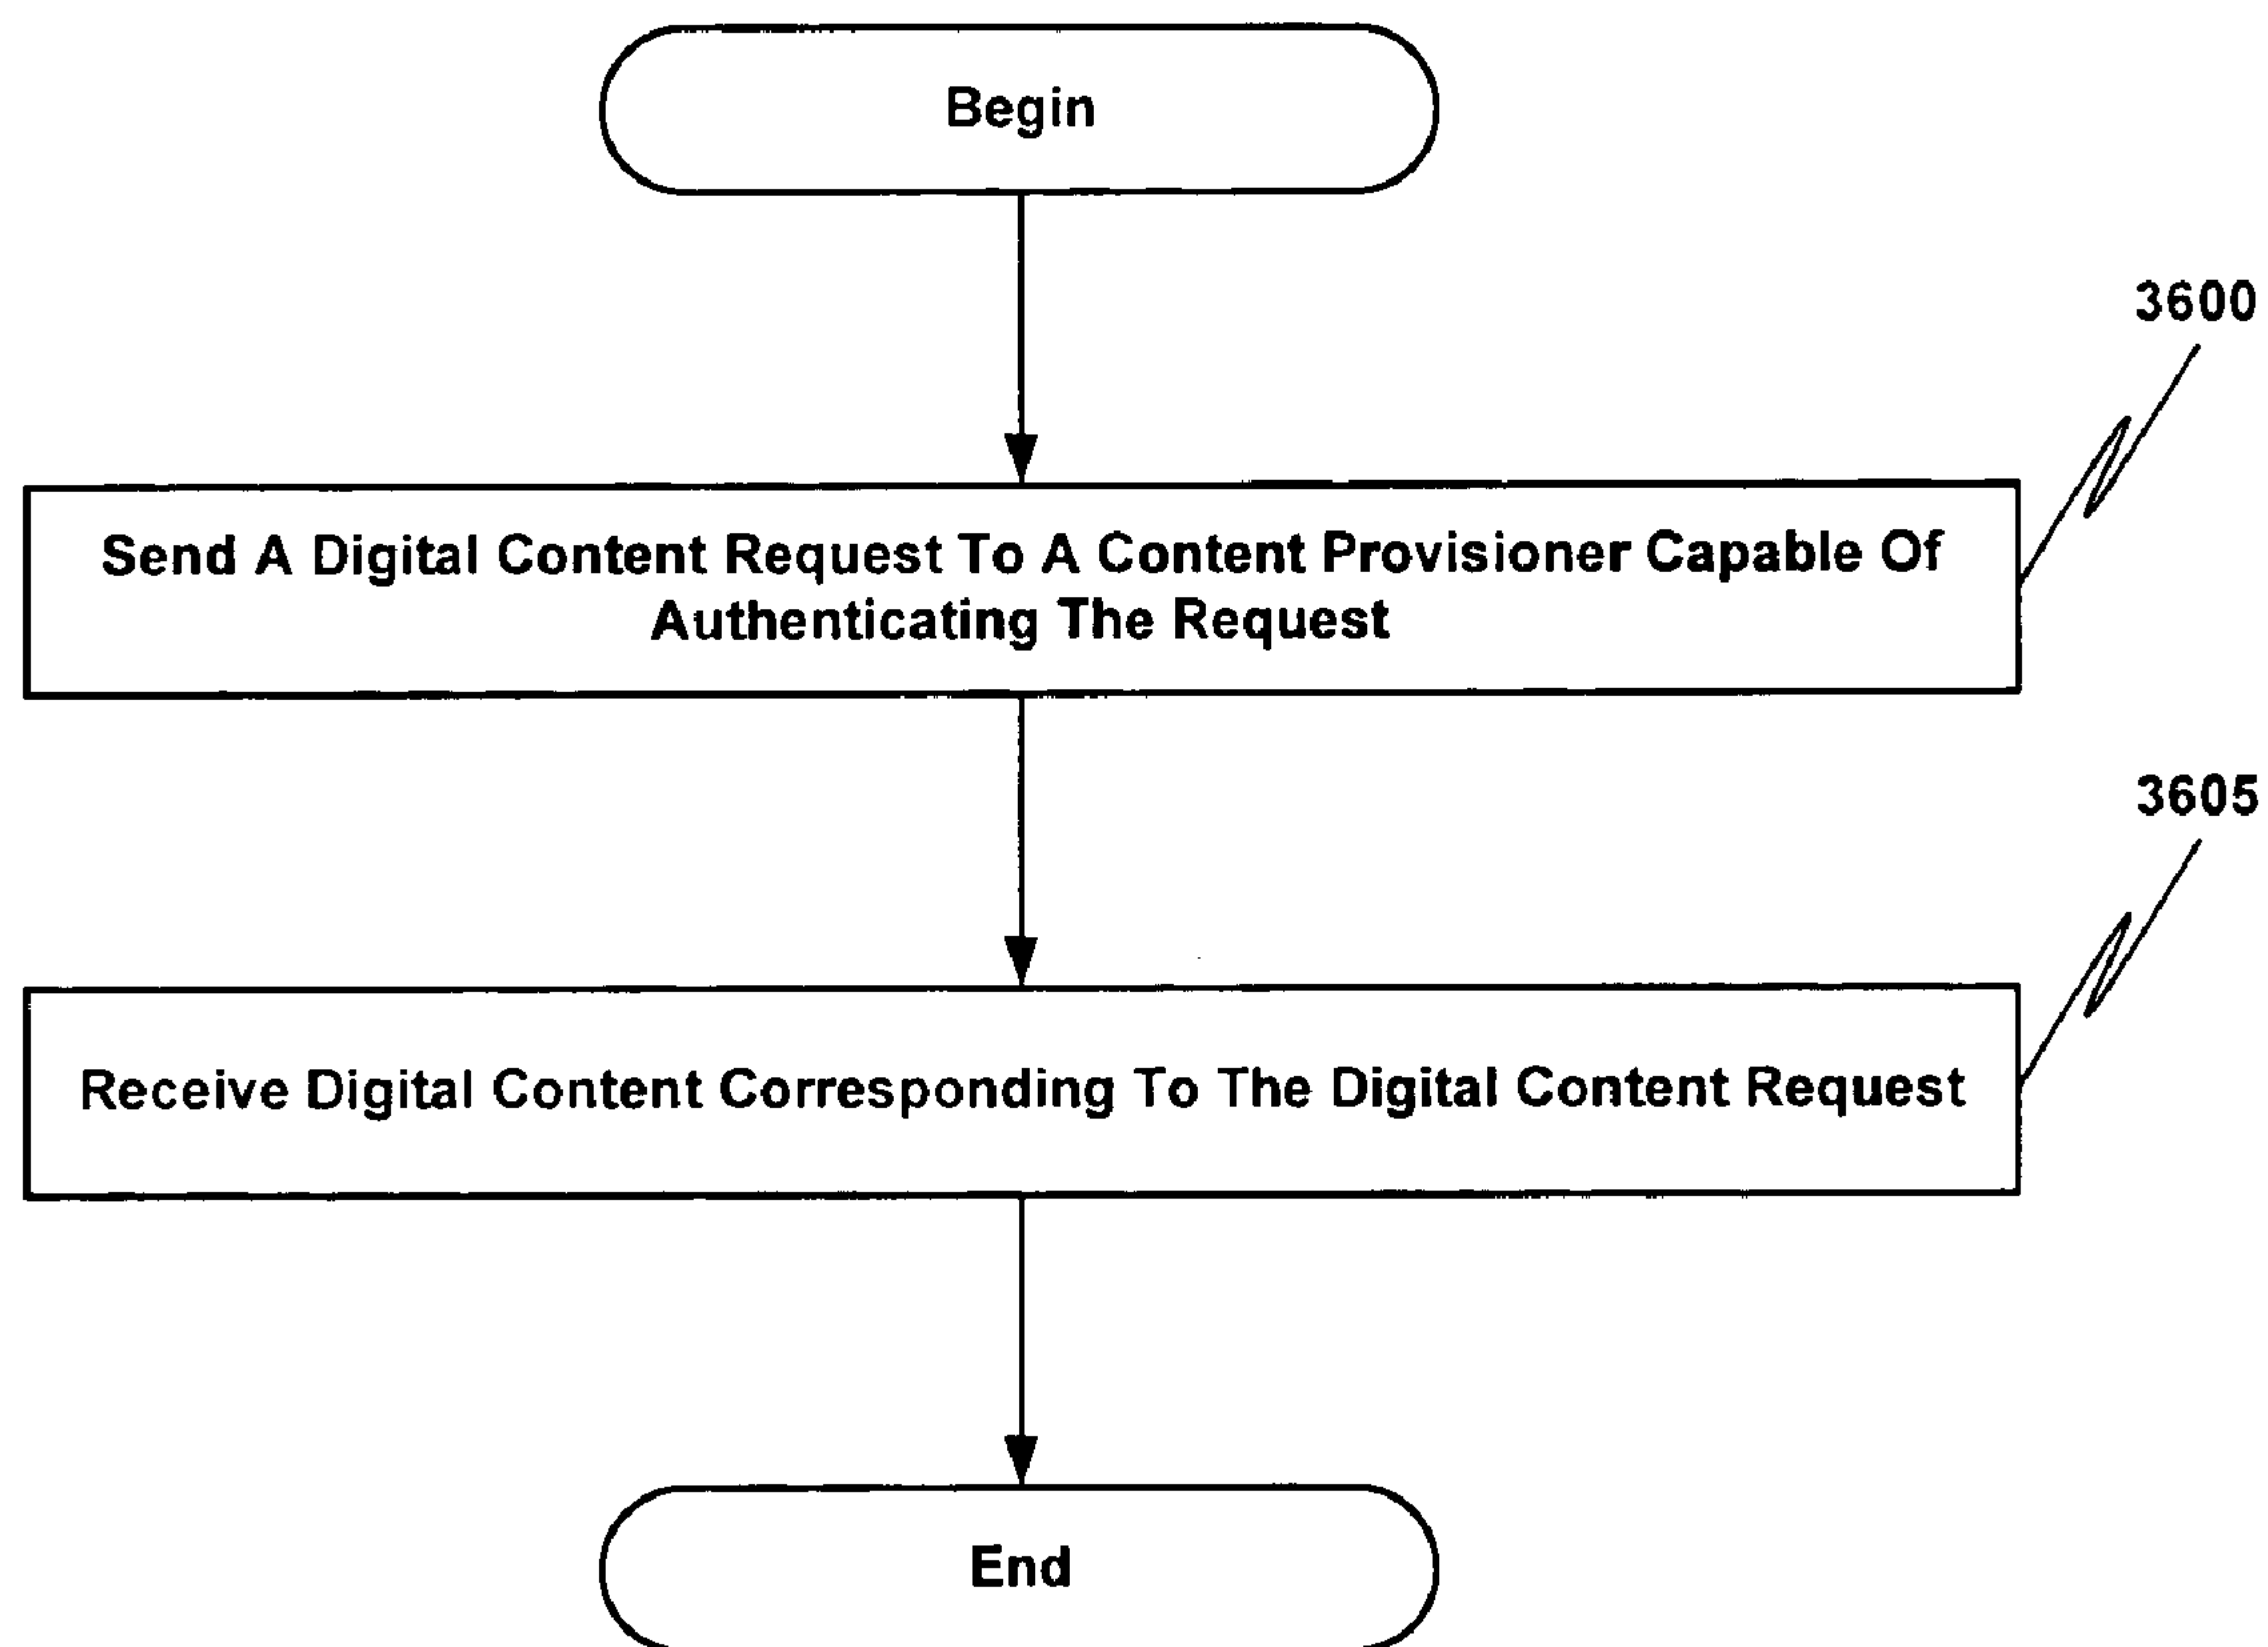 Begin
3600
Send A Digital Content Request To A Content Provisioner Capable Of
Authenticating The Request
3605
Receive Digital Content Corresponding To The Digital Content Request
End